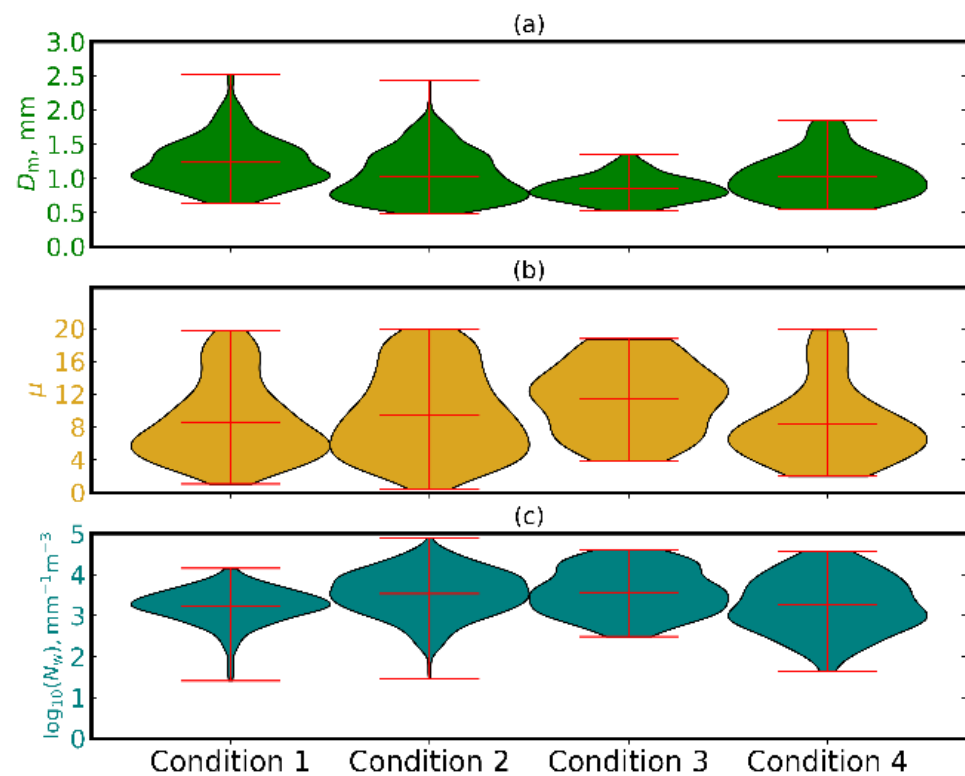 (a)
3.0
2.5
2.0
1.5
1.0
0.5
0.0
D_m, mm
(b)
20
16
12
8
4
0
μ
(c)
5
4
3
2
1
0
log₁₀(N_w), mm⁻¹m⁻³
Condition 1 Condition 2 Condition 3 Condition 4